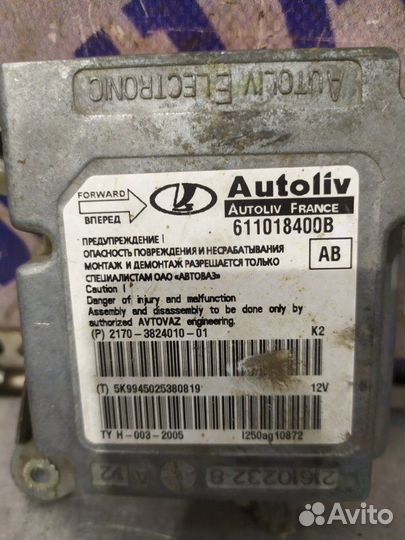 AUTOLIV ELECTRONIC
FORWARD
ВПЕРЕД
Autoliv
AUTOLIV FRANCE
611018400B
ПРЕДУПРЕЖДЕНИЕ !
ОПАСНОСТЬ ПОВРЕЖДЕНИЯ И НЕСРАБАТЫВАНИЯ
МОНТАЖ И ДЕМОНТАЖ РАЗРЕШАЕТСЯ ТОЛЬКО
СПЕЦИАЛИСТАМ ОАО «АВТОВАЗ»
AB
Caution !
Danger of injury and malfunction
Assembly and disassembly to be done only by
authorized AVTOVAZ engineering.
(P) 2170-3824010-01
K2
(T) 5K9945025380819
12V
TY H-003-2005
I250ag10872
21610232-8
A 92
Avito